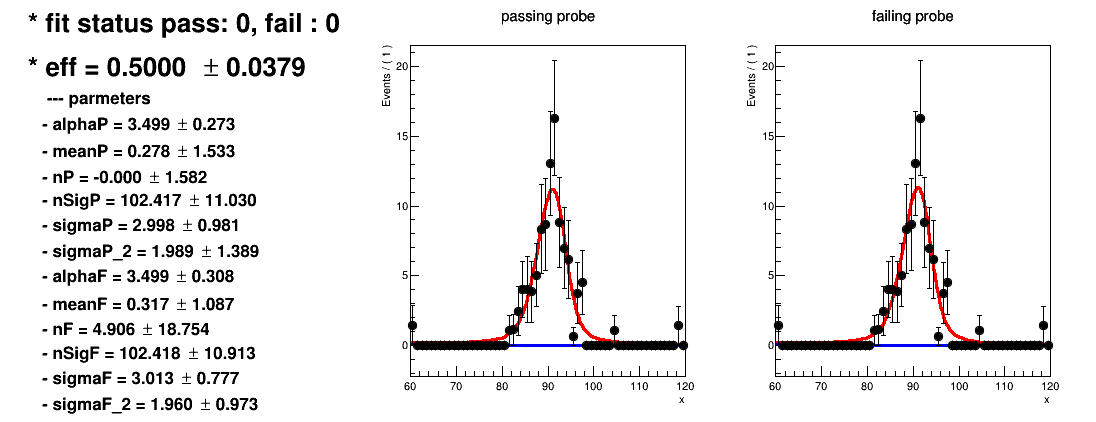 * fit status pass: 0, fail : 0
* eff = 0.5000 ± 0.0379
--- parmeters
- alphaP = 3.499 ± 0.273
- meanP = 0.278 ± 1.533
- nP = -0.000 ± 1.582
- nSigP = 102.417 ± 11.030
- sigmaP = 2.998 ± 0.981
- sigmaP_2 = 1.989 ± 1.389
- alphaF = 3.499 ± 0.308
- meanF = 0.317 ± 1.087
- nF = 4.906 ± 18.754
- nSigF = 102.418 ± 10.913
- sigmaF = 3.013 ± 0.777
- sigmaF_2 = 1.960 ± 0.973
passing probe
Events / ( 1 )
20
15
10
5
0
60 70 80 90 100 110 120
x
failing probe
Events / ( 1 )
20
15
10
5
0
60 70 80 90 100 110 120
x